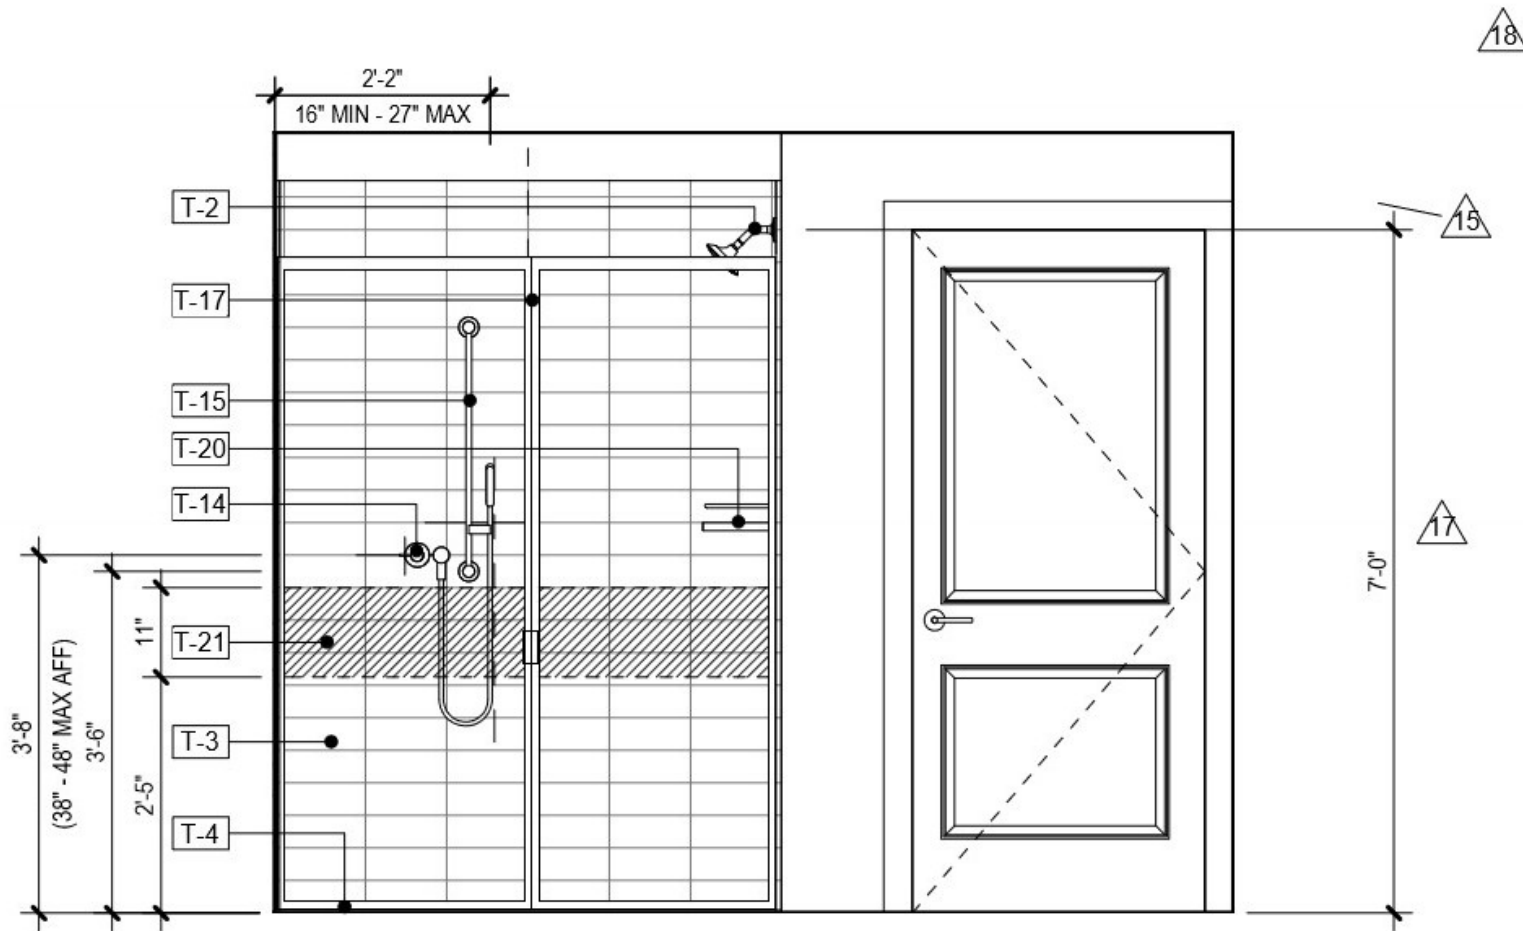 18
2'-2"
16" MIN - 27" MAX
T-2
15
T-17
T-15
T-20
T-14
17
7'-0"
11"
T-21
3'-8"
(38" - 48" MAX AFF)
3'-6"
T-3
2'-5"
T-4